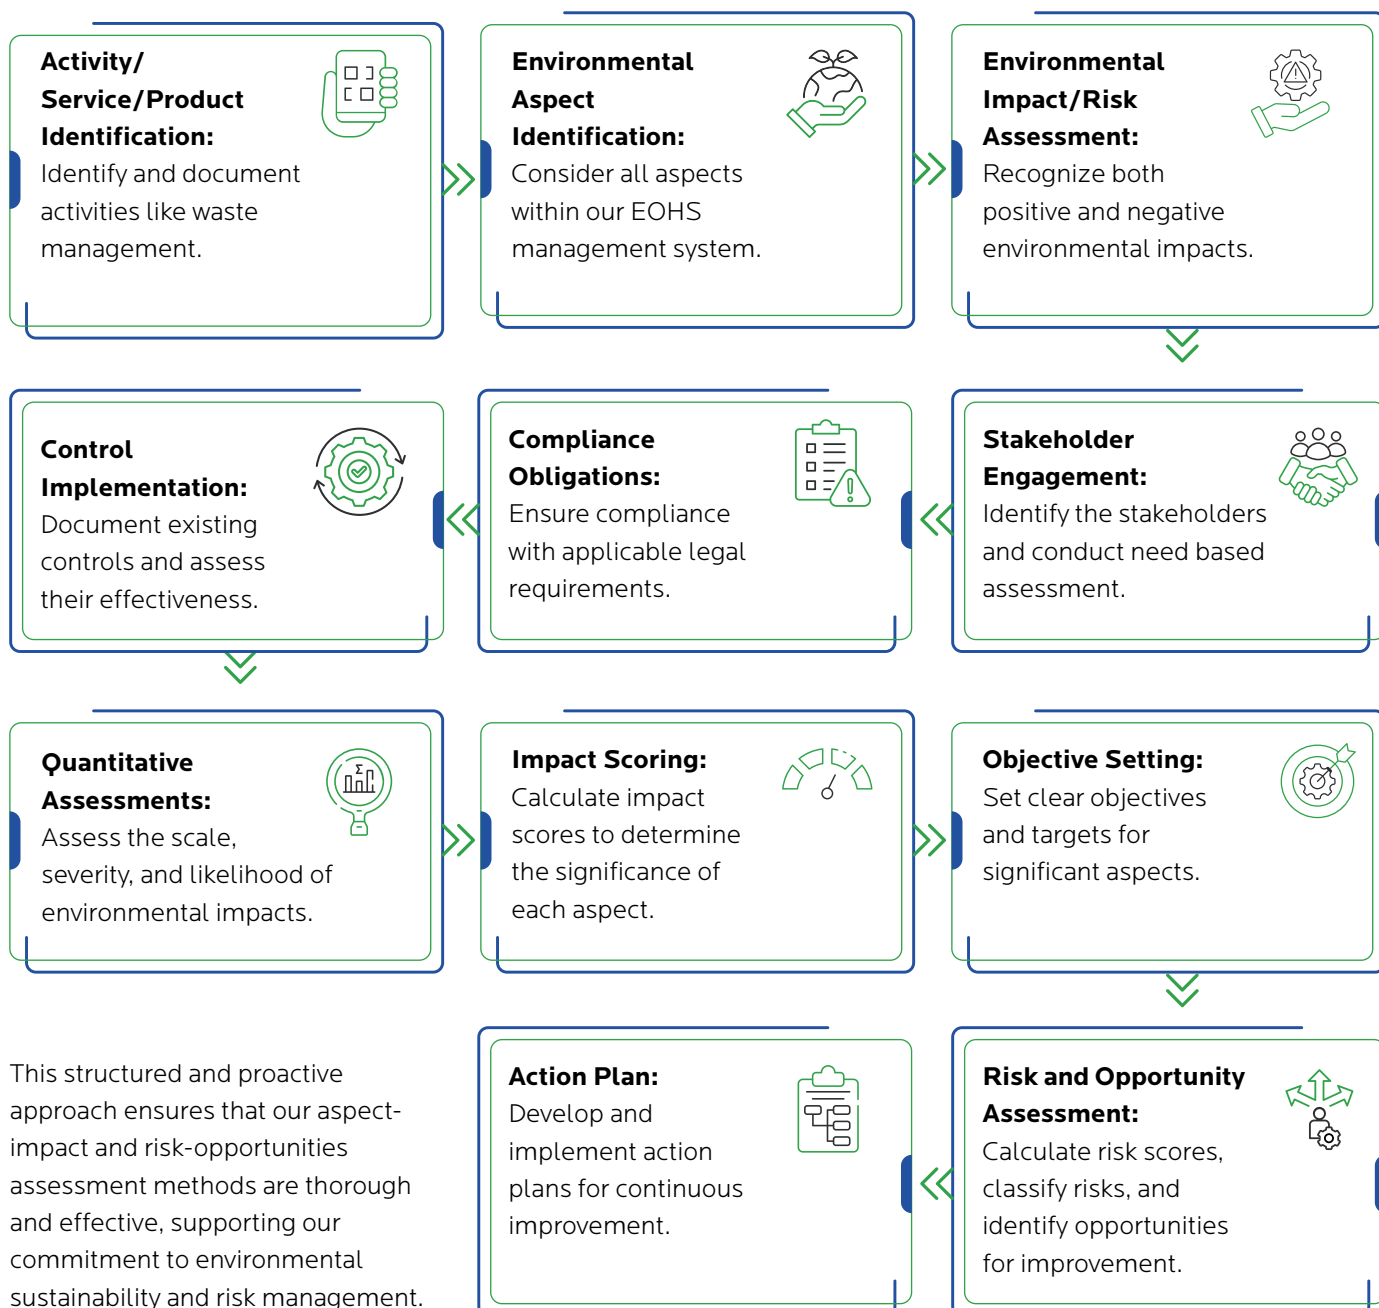 Activity/
Service/Product
Identification:
Identify and document
activities like waste
management.
Environmental
Aspect
Identification:
Consider all aspects
within our EOHS
management system.
Environmental
Impact/Risk
Assessment:
Recognize both
positive and negative
environmental impacts.
Stakeholder
Engagement:
Identify the stakeholders
and conduct need based
assessment.
Compliance
Obligations:
Ensure compliance
with applicable legal
requirements.
Control
Implementation:
Document existing
controls and assess
their effectiveness.
Quantitative
Assessments:
Assess the scale,
severity, and likelihood of
environmental impacts.
Σ
Impact Scoring:
Calculate impact
scores to determine
the significance of
each aspect.
Objective Setting:
Set clear objectives
and targets for
significant aspects.
Risk and Opportunity
Assessment:
Calculate risk scores,
classify risks, and
identify opportunities
for improvement.
Action Plan:
Develop and
implement action
plans for continuous
improvement.
This structured and proactive
approach ensures that our aspect-
impact and risk-opportunities
assessment methods are thorough
and effective, supporting our
commitment to environmental
sustainability and risk management.